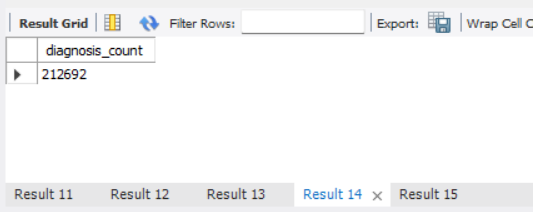 Result Grid Filter Rows: Export: Wrap Cell C
diagnosis_count
212692
Result 11 Result 12 Result 13 Result 14 × Result 15